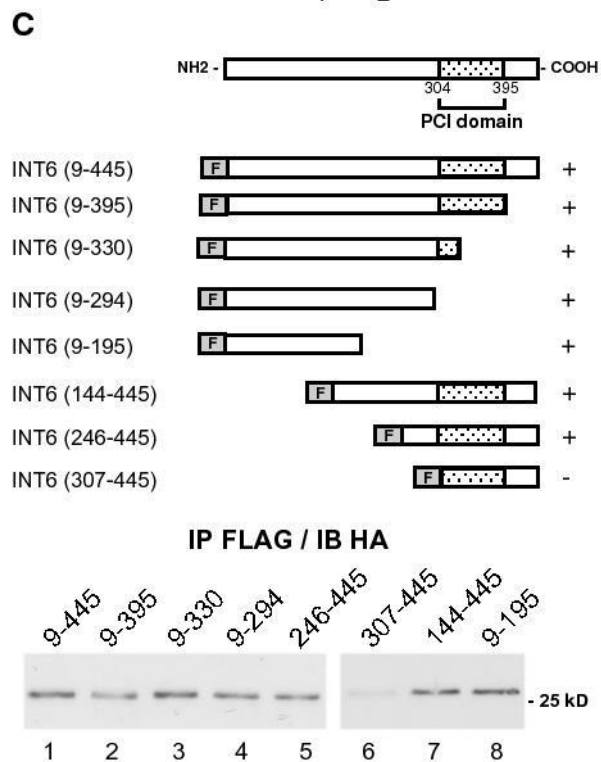 C
NH2 - - COOH
304 395
PCI domain
INT6 (9-445) F +
INT6 (9-395) F +
INT6 (9-330) F +
INT6 (9-294) F +
INT6 (9-195) F +
INT6 (144-445) F +
INT6 (246-445) F +
INT6 (307-445) F -
IP FLAG / IB HA
9-445 9-395 9-330 9-294 246-445 307-445 144-445 9-195
- 25 kD
1 2 3 4 5 6 7 8